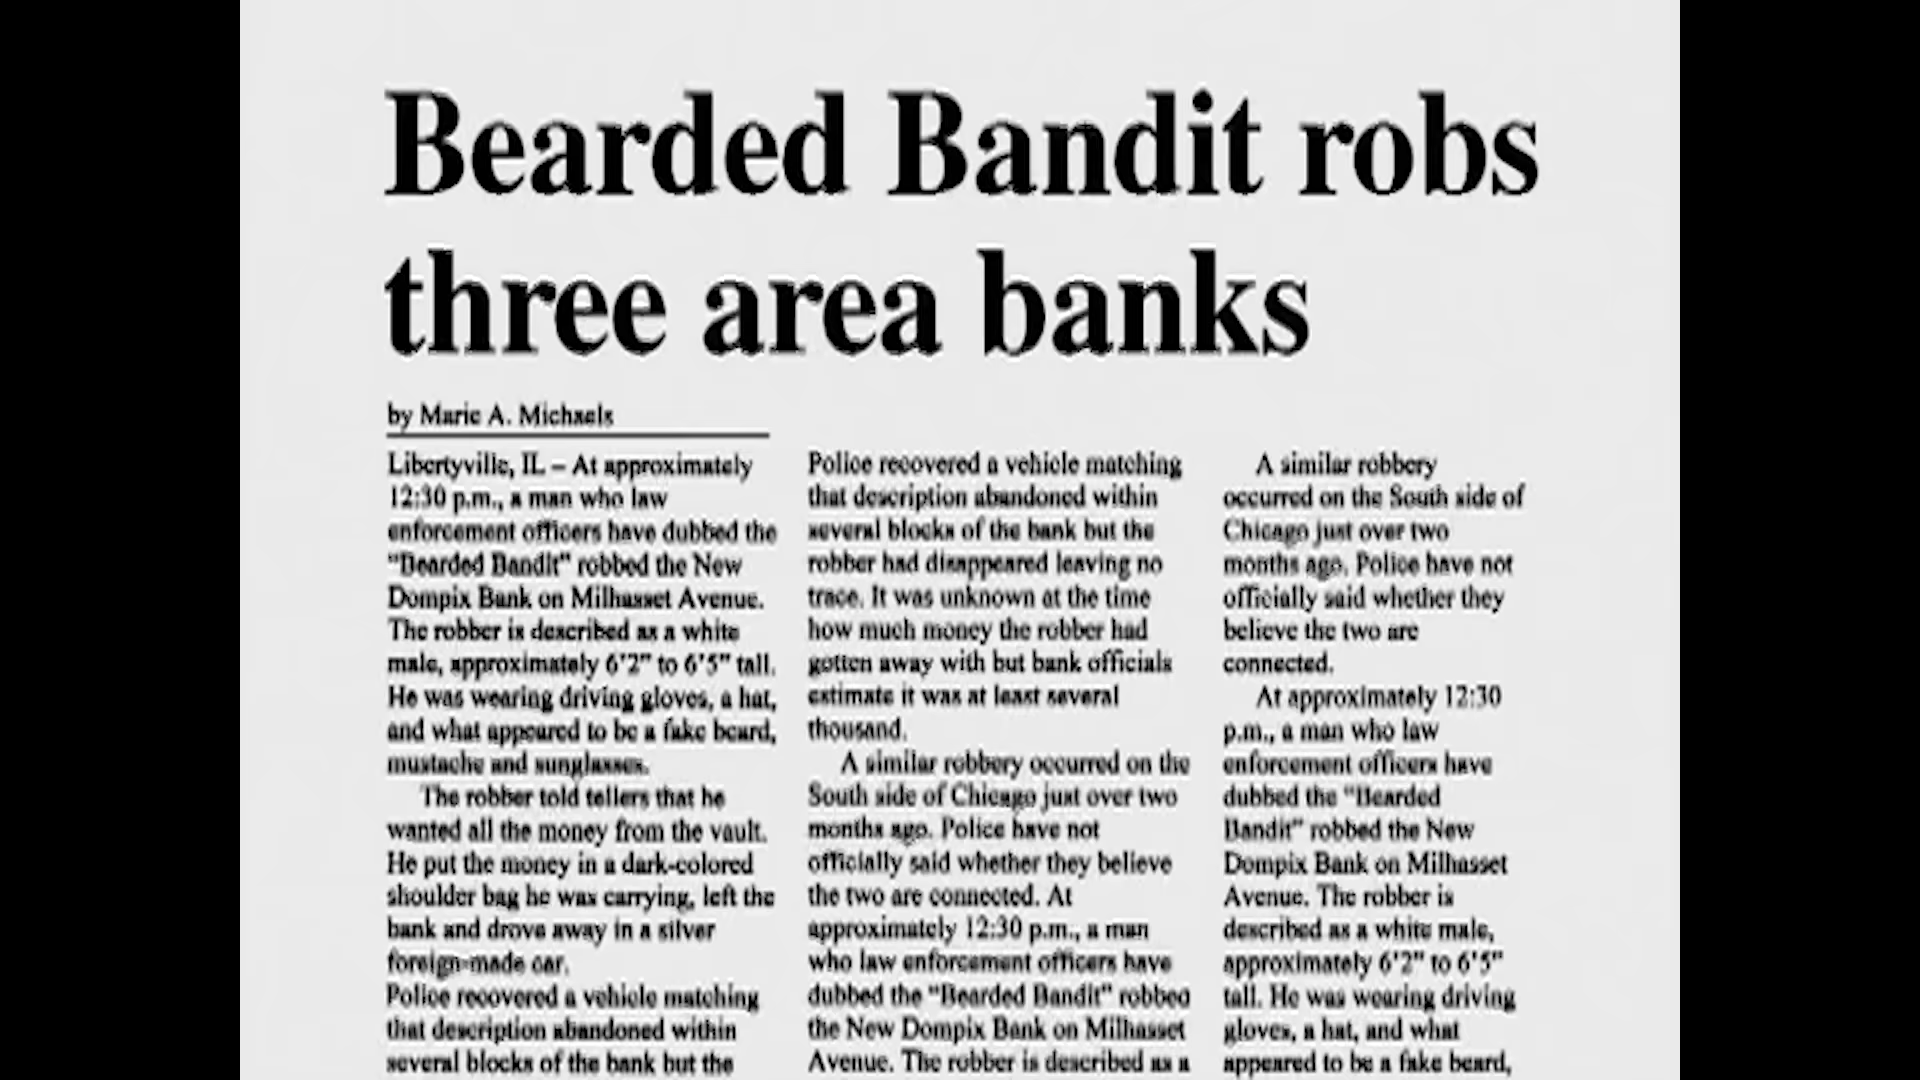 Bearded Bandit robs
three area banks
by Marie A. Michaels
Libertyville, IL – At approximately
12:30 p.m., a man who law
enforcement officers have dubbed the
"Bearded Bandit" robbed the New
Dompix Bank on Milhasset Avenue.
The robber is described as a white
male, approximately 6'2" to 6'5" tall.
He was wearing driving gloves, a hat,
and what appeared to be a fake beard,
mustache and sunglasses.
The robber told tellers that he
wanted all the money from the vault.
He put the money in a dark-colored
shoulder bag he was carrying, left the
bank and drove away in a silver
foreign-made car.
Police recovered a vehicle matching
that description abandoned within
several blocks of the bank but the
Police recovered a vehicle matching
that description abandoned within
several blocks of the bank but the
robber had disappeared leaving no
trace. It was unknown at the time
how much money the robber had
gotten away with but bank officials
estimate it was at least several
thousand.
A similar robbery occurred on the
South side of Chicago just over two
months ago. Police have not
officially said whether they believe
the two are connected. At
approximately 12:30 p.m., a man
who law enforcement officers have
dubbed the "Bearded Bandit" robbed
the New Dompix Bank on Milhasset
Avenue. The robber is described as a
A similar robbery
occurred on the South side of
Chicago just over two
months ago. Police have not
officially said whether they
believe the two are
connected.
At approximately 12:30
p.m., a man who law
enforcement officers have
dubbed the "Bearded
Bandit" robbed the New
Dompix Bank on Milhasset
Avenue. The robber is
described as a white male,
approximately 6'2" to 6'5"
tall. He was wearing driving
gloves, a hat, and what
appeared to be a fake beard,